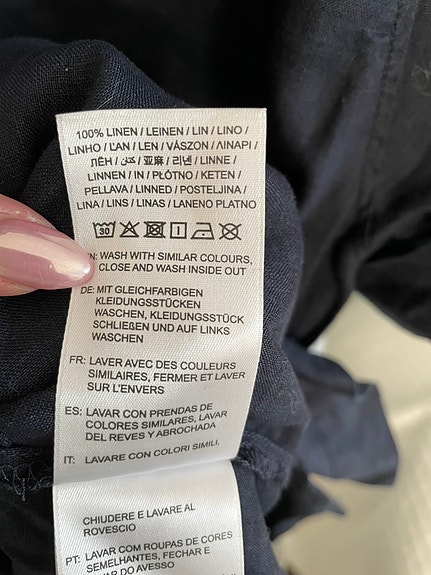 100% LINEN / LEINEN / LIN / LINO /
LINHO / ĽAN / LEN / VÁSZON / ΛΙΝΑΡΙ /
ЛЁН / 亚麻 / 리넨 / LINNE /
LINNEN / IN / PŁÓTNO / KETEN /
PELLAVA / LINNED / POSTELJINA /
LINA / LINS / LINAS / LANENO PLATNO
30
WASH WITH SIMILAR COLOURS,
CLOSE AND WASH INSIDE OUT
DE: MIT GLEICHFARBIGEN
KLEIDUNGSSTÜCKEN
WASCHEN, KLEIDUNGSSTÜCK
SCHLIEßEN UND AUF LINKS
WASCHEN
FR: LAVER AVEC DES COULEURS
SIMILAIRES, FERMER ET LAVER
SUR L'ENVERS
ES: LAVAR CON PRENDAS DE
COLORES SIMILARES, LAVAR
DEL REVES Y ABROCHADA
IT: LAVARE CON COLORI SIMILI,
CHIUDERE E LAVARE AL
ROVESCIO
PT: LAVAR COM ROUPAS DE CORES
SEMELHANTES, FECHAR E
DO AVESSO